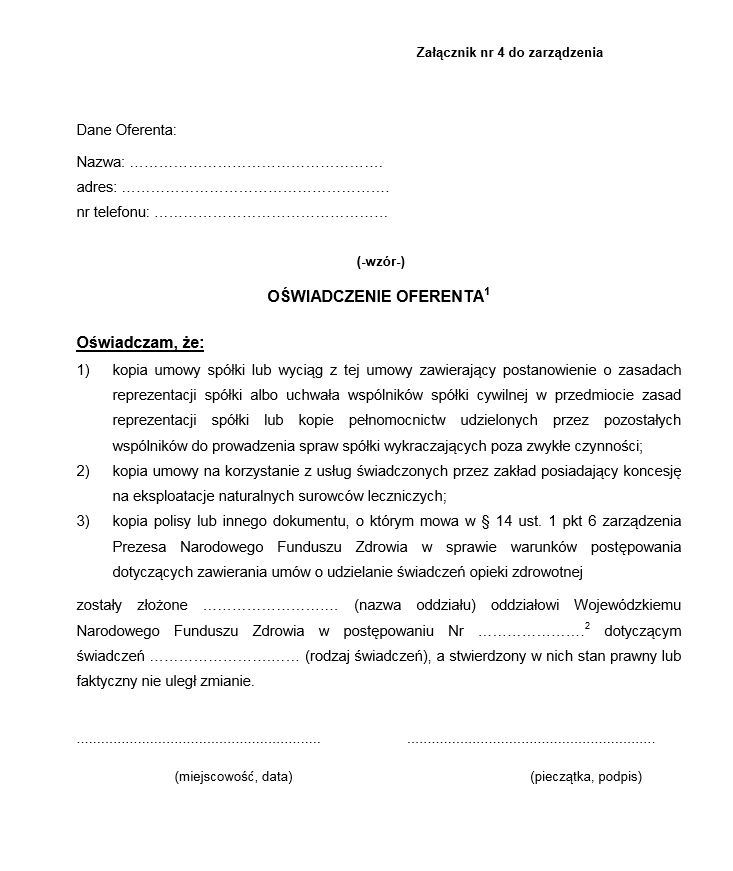 Załącznik nr 4 do zarządzenia
Dane Oferenta:
Nazwa: …………………………………………….
adres: ……………………………………………….
nr telefonu: …………………………………………
(-wzór-)
OŚWIADCZENIE OFERENTA¹
Oświadczam, że:
1) kopia umowy spółki lub wyciąg z tej umowy zawierający postanowienie o zasadach
reprezentacji spółki albo uchwała wspólników spółki cywilnej w przedmiocie zasad
reprezentacji spółki lub kopie pełnomocnictw udzielonych przez pozostałych
wspólników do prowadzenia spraw spółki wykraczających poza zwykłe czynności;
2) kopia umowy na korzystanie z usług świadczonych przez zakład posiadający koncesję
na eksploatacje naturalnych surowców leczniczych;
3) kopia polisy lub innego dokumentu, o którym mowa w § 14 ust. 1 pkt 6 zarządzenia
Prezesa Narodowego Funduszu Zdrowia w sprawie warunków postępowania
dotyczących zawierania umów o udzielanie świadczeń opieki zdrowotnej
zostały złożone ………………………. (nazwa oddziału) oddziałowi Wojewódzkiemu
Narodowego Funduszu Zdrowia w postępowaniu Nr ………………….² dotyczącym
świadczeń ………………………… (rodzaj świadczeń), a stwierdzony w nich stan prawny lub
faktyczny nie uległ zmianie.
............................................................. ..............................................................
(miejscowość, data) (pieczątka, podpis)